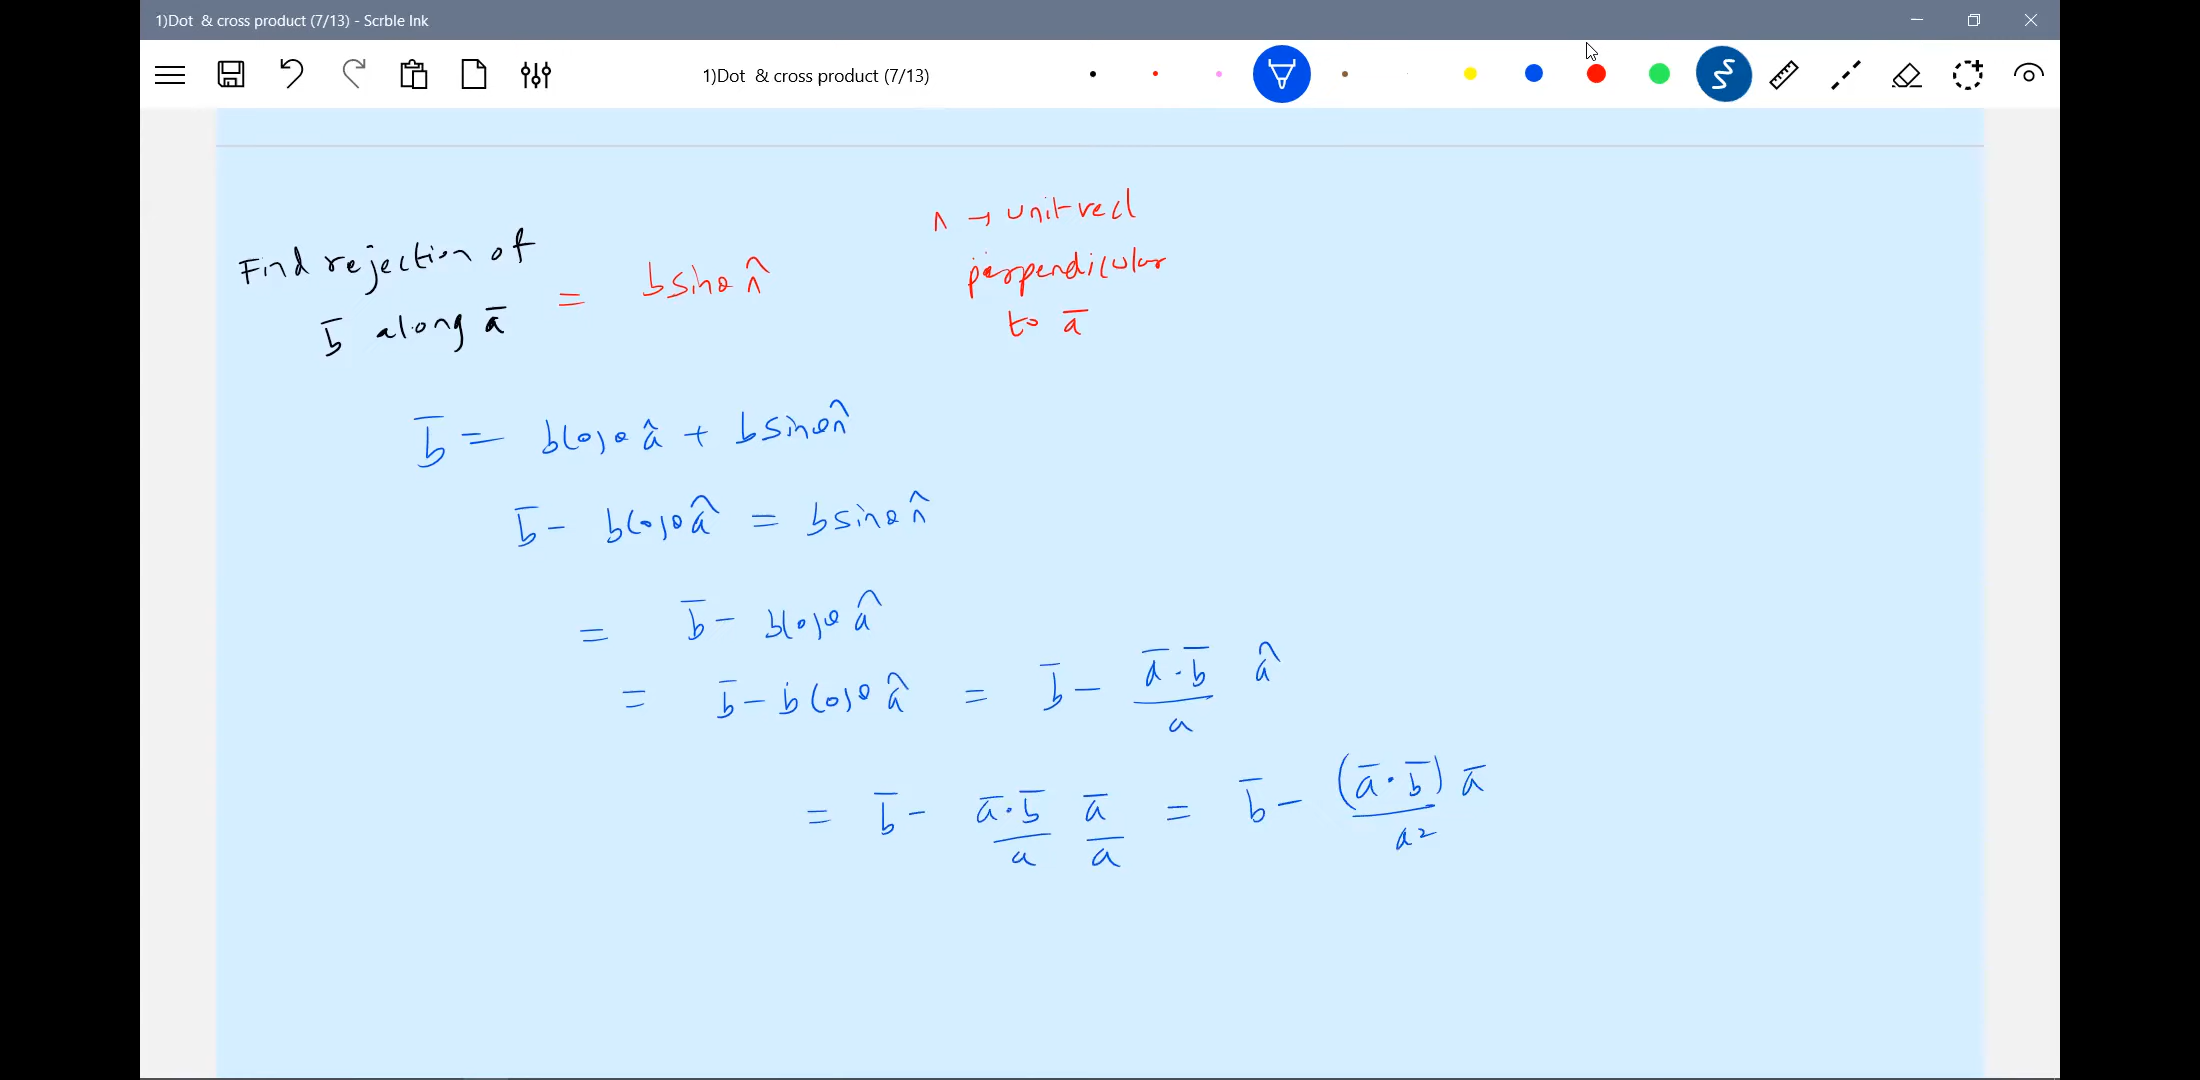 1)Dot & cross product (7/13) - Scrble Ink
1)Dot & cross product (7/13)
Find rejection of
b̅ along a̅ = b sinθ n̂
n → unit vect
perpendicular
to a̅
b̅ = b cosθ â + b sinθ n̂
b̅ - b cosθ â = b sinθ n̂
= b̅ - b cosθ â
= b̅ - b cosθ â = b̅ - (a̅·b̅)/a â
= b̅ - (a̅·b̅)/a a̅/a = b̅ - (a̅·b̅) a̅/a²